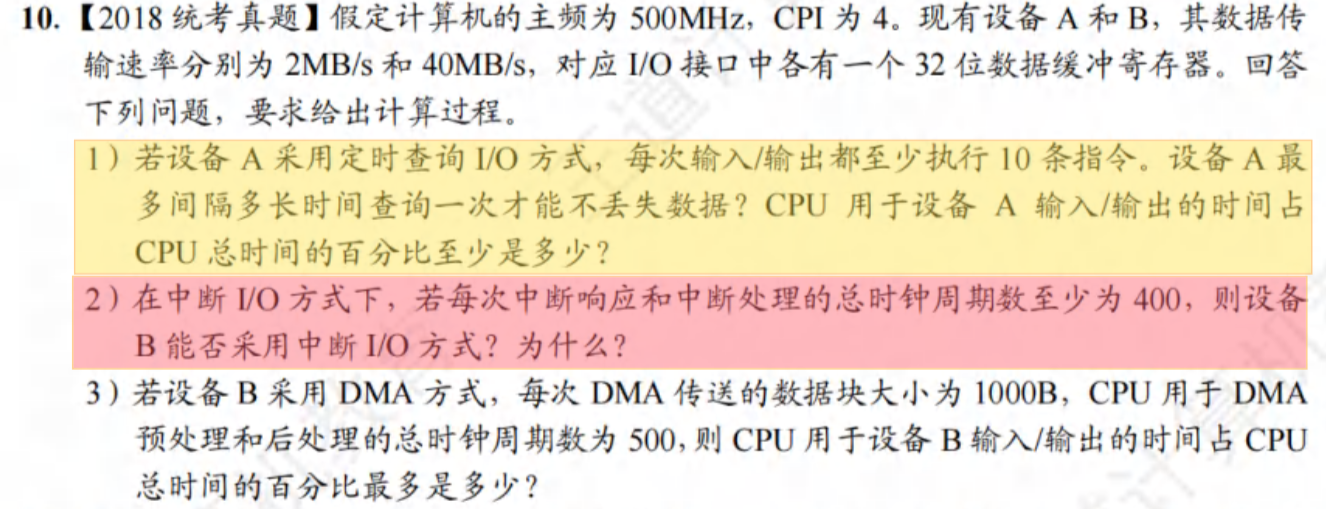 10.【2018 统考真题】假定计算机的主频为 500MHz，CPI 为 4。现有设备 A 和 B，其数据传
输速率分别为 2MB/s 和 40MB/s，对应 I/O 接口中各有一个 32 位数据缓冲寄存器。回答
下列问题，要求给出计算过程。
1）若设备 A 采用定时查询 I/O 方式，每次输入/输出都至少执行 10 条指令。设备 A 最
多间隔多长时间查询一次才能不丢失数据？CPU 用于设备 A 输入/输出的时间占
CPU 总时间的百分比至少是多少？
2）在中断 I/O 方式下，若每次中断响应和中断处理的总时钟周期数至少为 400，则设备
B 能否采用中断 I/O 方式？为什么？
3）若设备 B 采用 DMA 方式，每次 DMA 传送的数据块大小为 1000B，CPU 用于 DMA
预处理和后处理的总时钟周期数为 500，则 CPU 用于设备 B 输入/输出的时间占 CPU
总时间的百分比最多是多少？